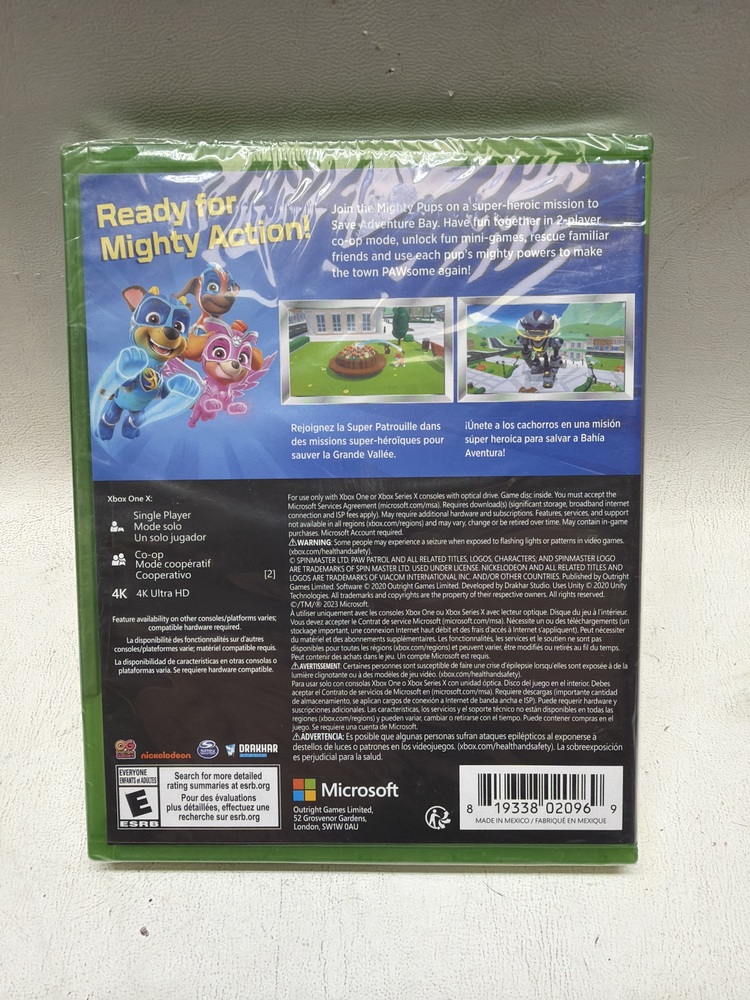 Ready for
Mighty Action!
Join the Mighty Pups on a super-heroic mission to
Save Adventure Bay. Have fun together in 2-player
co-op mode, unlock fun mini-games, rescue familiar
friends and use each pup's mighty powers to make
the town PAWsome again!
Rejoignez la Super Patrouille dans
des missions super-héroïques pour
sauver la Grande Vallée.
¡Únete a los cachorros en una misión
súper heroica para salvar a Bahía
Aventura!
Xbox One X:
Single Player
Mode solo
Un solo jugador
Co-op
Mode coopératif
Cooperativo [2]
4K 4K Ultra HD
Feature availability on other consoles/platforms varies;
compatible hardware required.
La disponibilité des fonctionnalités sur d'autres
consoles/plateformes varie; matériel compatible requis.
La disponibilidad de características en otras consolas o
plataformas varía. Se requiere hardware compatible.
For use only with Xbox One or Xbox Series X consoles with optical drive. Game disc inside. You must accept the
Microsoft Services Agreement (microsoft.com/msa). Requires download(s) (significant storage, broadband internet
connection and ISP fees apply). May require additional hardware and subscriptions. Features, services, and support
not available in all regions (xbox.com/regions) and may vary, change or be retired over time. May contain in-game
purchases. Microsoft Account required.
⚠WARNING: Some people may experience a seizure when exposed to flashing lights or patterns in video games.
(xbox.com/healthandsafety).
© SPINMASTER LTD. PAW PATROL AND ALL RELATED TITLES, LOGOS, CHARACTERS; AND SPINMASTER LOGO
ARE TRADEMARKS OF SPIN MASTER LTD. USED UNDER LICENSE. NICKELODEON AND ALL RELATED TITLES AND
LOGOS ARE TRADEMARKS OF VIACOM INTERNATIONAL INC. AND/OR OTHER COUNTRIES. Published by Outright
Games Limited. Software © 2020 Outright Games Limited. Developed by Drakhar Studio. Uses Unity © 2020 Unity
Technologies. All trademarks and copyrights are the property of their respective owners. All rights reserved.
©/TM/® 2023 Microsoft.
À utiliser uniquement avec les consoles Xbox One ou Xbox Series X avec lecteur optique. Disque du jeu à l'intérieur.
Vous devez accepter le Contrat de service Microsoft (microsoft.com/msa). Nécessite un ou des téléchargements (un
stockage important, une connexion Internet haut débit et des frais d'accès à Internet s'appliquent). Peut nécessiter
du matériel et des abonnements supplémentaires. Les fonctionnalités, les services et le soutien ne sont pas
disponibles pour toutes les régions (xbox.com/regions) et peuvent varier, être modifiés ou retirés au fil du temps.
Peut contenir des achats dans le jeu. Un compte Microsoft est requis.
⚠AVERTISSEMENT: Certaines personnes sont susceptible de faire une crise d'épilepsie lorsqu'elles sont exposée à de la
lumière clignotante ou à des modèles de jeu vidéo. (xbox.com/healthandsafety).
Para usar solo con consolas Xbox One o Xbox Series X con unidad óptica. Disco del juego en el interior. Debes
aceptar el Contrato de servicios de Microsoft en (microsoft.com/msa). Requiere descargas (importante cantidad
de almacenamiento, se aplican cargos de conexión a Internet de banda ancha e ISP). Puede requerir hardware y
suscripciones adicionales. Las características, los servicios y el soporte técnico no están disponibles en todas las
regiones (xbox.com/regions) y pueden variar, cambiar o retirarse con el tiempo. Puede contener compras en el
juego. Se requiere una cuenta de Microsoft.
⚠ADVERTENCIA: Es posible que algunas personas sufran ataques epilépticos al exponerse a
destellos de luces o patrones en los videojuegos. (xbox.com/healthandsafety). La sobreexposición
es perjudicial para la salud.
nickelodeon
DRAKHAR
EVERYONE
ENFANTS et ADULTES
E
ESRB
Search for more detailed
rating summaries at esrb.org
Pour des évaluations
plus détaillées, effectuez une
recherche sur esrb.org
Microsoft
Outright Games Limited,
52 Grosvenor Gardens,
London, SW1W 0AU
8 19338 02096 9
MADE IN MEXICO / FABRIQUÉ EN MEXIQUE